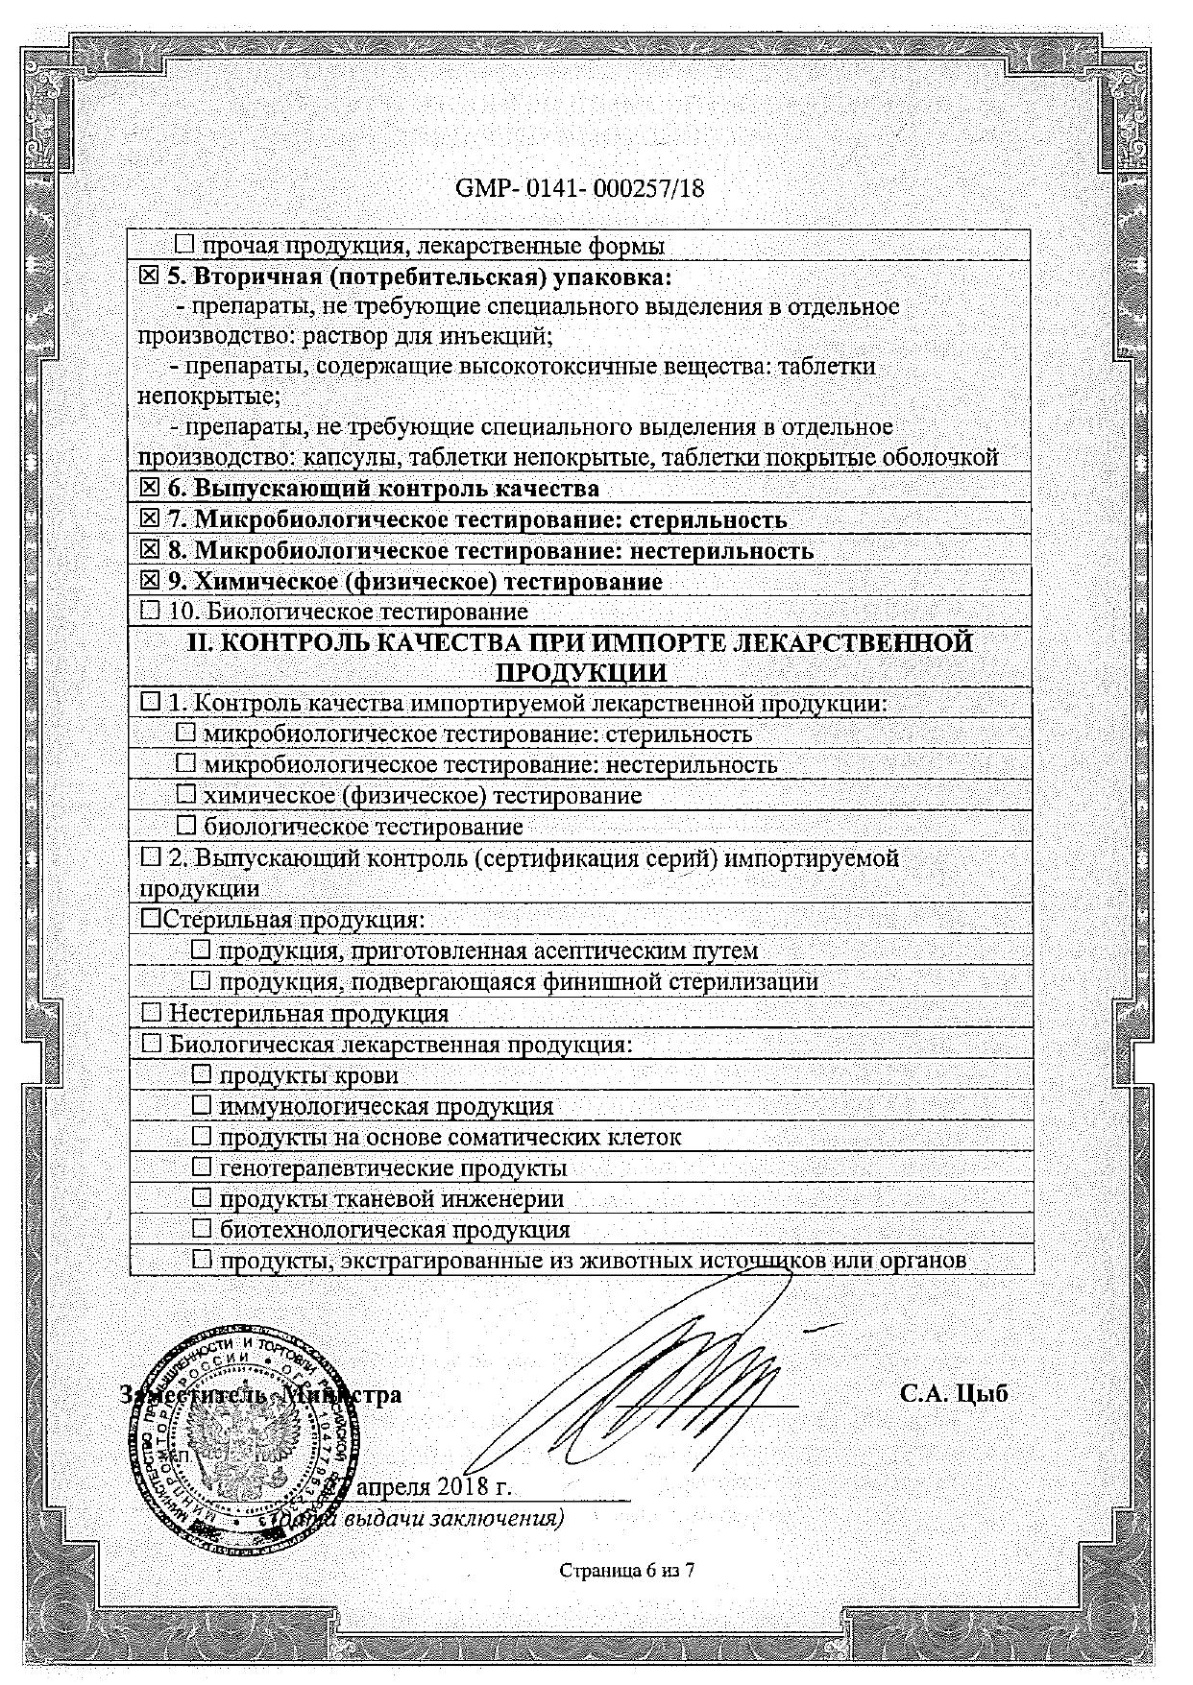 GMP- 0141- 000257/18
☐ прочая продукция, лекарственные формы
☒ 5. Вторичная (потребительская) упаковка:
- препараты, не требующие специального выделения в отдельное
производство: раствор для инъекций;
- препараты, содержащие высокотоксичные вещества: таблетки
непокрытые;
- препараты, не требующие специального выделения в отдельное
производство: капсулы, таблетки непокрытые, таблетки покрытые оболочкой
☒ 6. Выпускающий контроль качества
☒ 7. Микробиологическое тестирование: стерильность
☒ 8. Микробиологическое тестирование: нестерильность
☒ 9. Химическое (физическое) тестирование
☐ 10. Биологическое тестирование
II. КОНТРОЛЬ КАЧЕСТВА ПРИ ИМПОРТЕ ЛЕКАРСТВЕННОЙ
ПРОДУКЦИИ
☐ 1. Контроль качества импортируемой лекарственной продукции:
☐ микробиологическое тестирование: стерильность
☐ микробиологическое тестирование: нестерильность
☐ химическое (физическое) тестирование
☐ биологическое тестирование
☐ 2. Выпускающий контроль (сертификация серий) импортируемой
продукции
☐Стерильная продукция:
☐ продукция, приготовленная асептическим путем
☐ продукция, подвергающаяся финишной стерилизации
☐ Нестерильная продукция
☐ Биологическая лекарственная продукция:
☐ продукты крови
☐ иммунологическая продукция
☐ продукты на основе соматических клеток
☐ генотерапевтические продукты
☐ продукты тканевой инженерии
☐ биотехнологическая продукция
☐ продукты, экстрагированные из животных источников или органов
Заместитель Министра
С.А. Цыб
МИНИСТЕРСТВО ПРОМЫШЛЕННОСТИ И ТОРГОВЛИ РОССИЙСКОЙ
МИНПРОМТОРГ РОССИИ
апреля 2018 г.
(дата выдачи заключения)
Страница 6 из 7